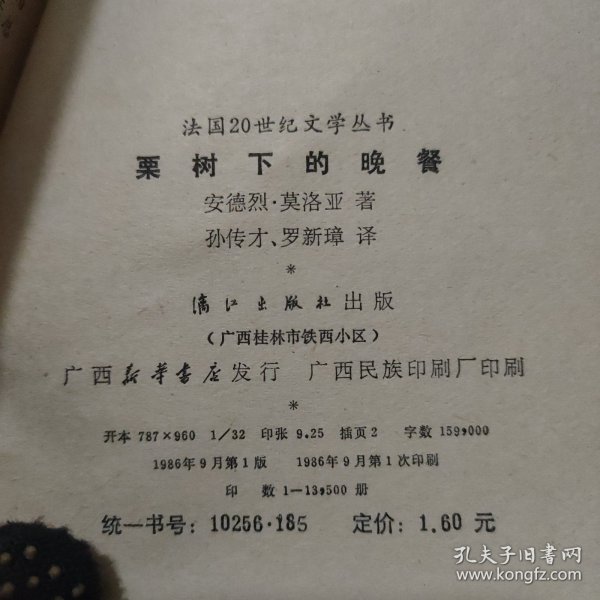 法国20世纪文学丛书
栗树下的晚餐
安德烈·莫洛亚 著
孙传才、罗新璋 译
*
漓江出版社出版
(广西桂林市铁西小区)
广西新华书店发行 广西民族印刷厂印刷
*
开本 787×960 1/32 印张 9.25 插页2 字数 159,000
1986年9月第1版 1986年9月第1次印刷
印 数 1—13,500 册
统一书号: 10256·185 定价: 1.60 元
孔夫子旧书网
www.kongfz.com